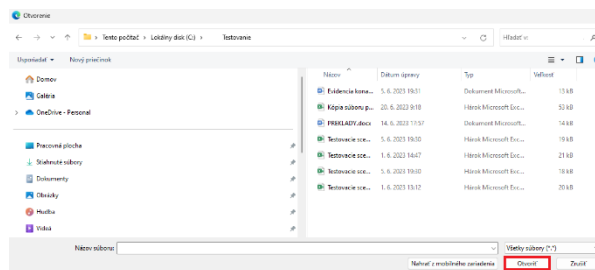 Otvorenie
Tento počítač > Lokálny disk (C:) > Testovanie
Hľadať v:
Usporiadať Nový priečinok
Názov Dátum úpravy Typ Veľkosť
Domov
Galéria
OneDrive - Personal
Pracovná plocha
Stiahnuté súbory
Dokumenty
Obrázky
Hudba
Videá
Evidencia kona... 5. 6. 2023 19:31 Dokument Microsoft... 13 kB
Kópia súboru p... 20. 6. 2023 9:18 Hárok Microsoft Exc... 53 kB
PREKLADY.docx 14. 6. 2023 17:57 Dokument Microsoft... 14 kB
Testovacie sce... 5. 6. 2023 19:30 Hárok Microsoft Exc... 19 kB
Testovacie sce... 1. 6. 2023 14:47 Hárok Microsoft Exc... 21 kB
Testovacie sce... 5. 6. 2023 19:30 Hárok Microsoft Exc... 18 kB
Testovacie sce... 1. 6. 2023 13:12 Hárok Microsoft Exc... 20 kB
Názov súboru: Všetky súbory (*.*)
Nahrať z mobilného zariadenia Otvoriť Zrušiť